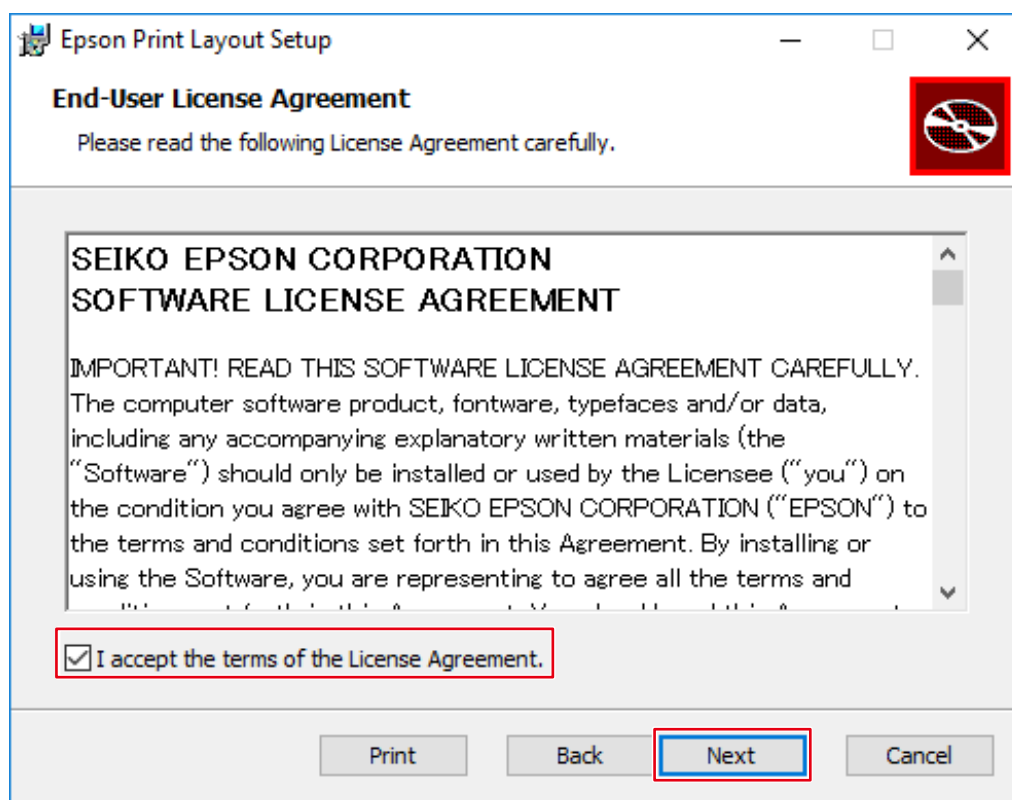 Epson Print Layout Setup
End-User License Agreement
Please read the following License Agreement carefully.
SEIKO EPSON CORPORATION
SOFTWARE LICENSE AGREEMENT
IMPORTANT! READ THIS SOFTWARE LICENSE AGREEMENT CAREFULLY.
The computer software product, fontware, typefaces and/or data,
including any accompanying explanatory written materials (the
"Software") should only be installed or used by the Licensee ("you") on
the condition you agree with SEIKO EPSON CORPORATION ("EPSON") to
the terms and conditions set forth in this Agreement. By installing or
using the Software, you are representing to agree all the terms and
I accept the terms of the License Agreement.
Print Back Next Cancel